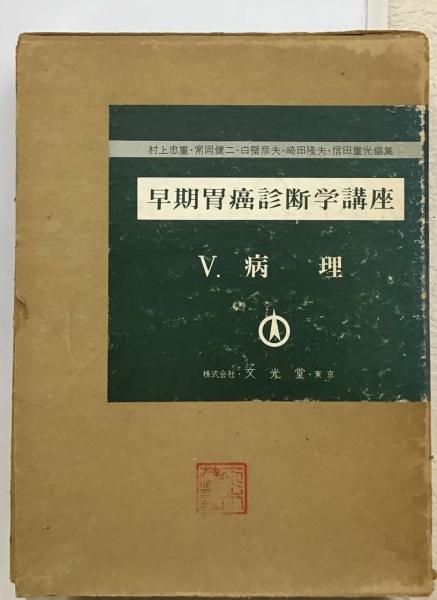 村上忠重・常岡健二・白壁彦夫・崎田隆夫・信田重光編集
早期胃癌診断学講座
V. 病 理
株式会社・文光堂・東京